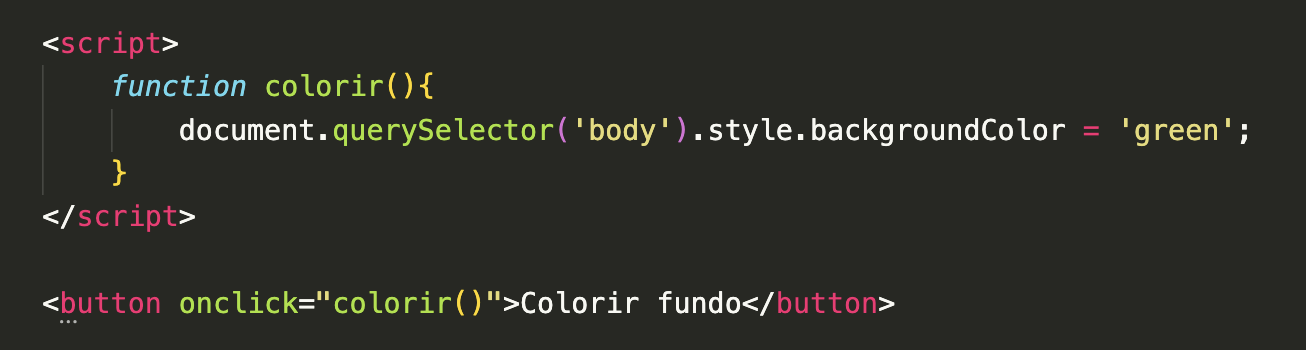 <script>
function colorir(){
document.querySelector('body').style.backgroundColor = 'green';
}
</script>
<button onclick="colorir()">Colorir fundo</button>